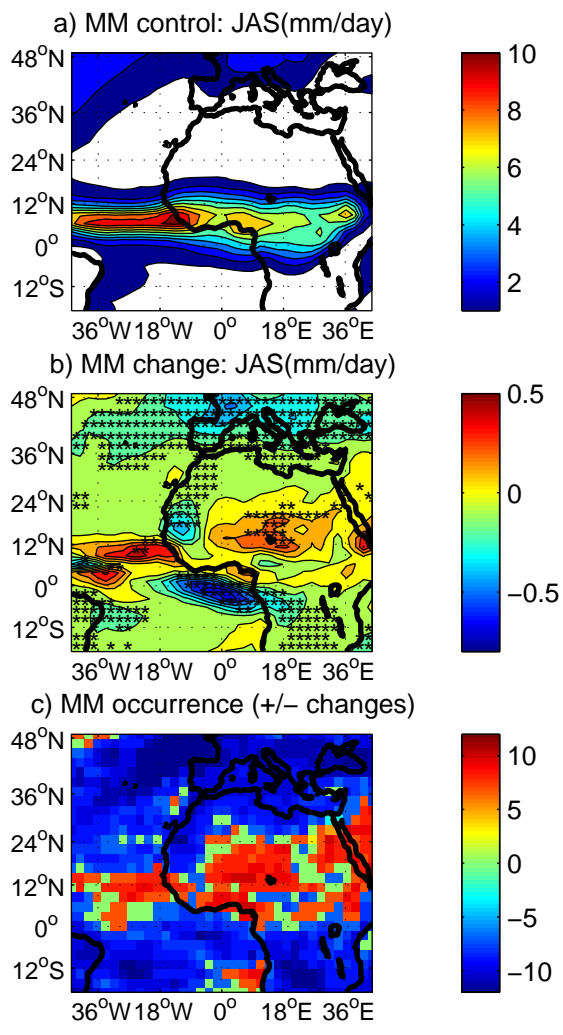 a) MM control: JAS(mm/day)
48°N
36°N
24°N
12°N
0°
12°S
36°W 18°W 0° 18°E 36°E
10
8
6
4
2
b) MM change: JAS(mm/day)
48°N
36°N
24°N
12°N
0°
12°S
36°W 18°W 0° 18°E 36°E
0.5
0
−0.5
c) MM occurrence (+/− changes)
48°N
36°N
24°N
12°N
0°
12°S
36°W 18°W 0° 18°E 36°E
10
5
0
−5
−10